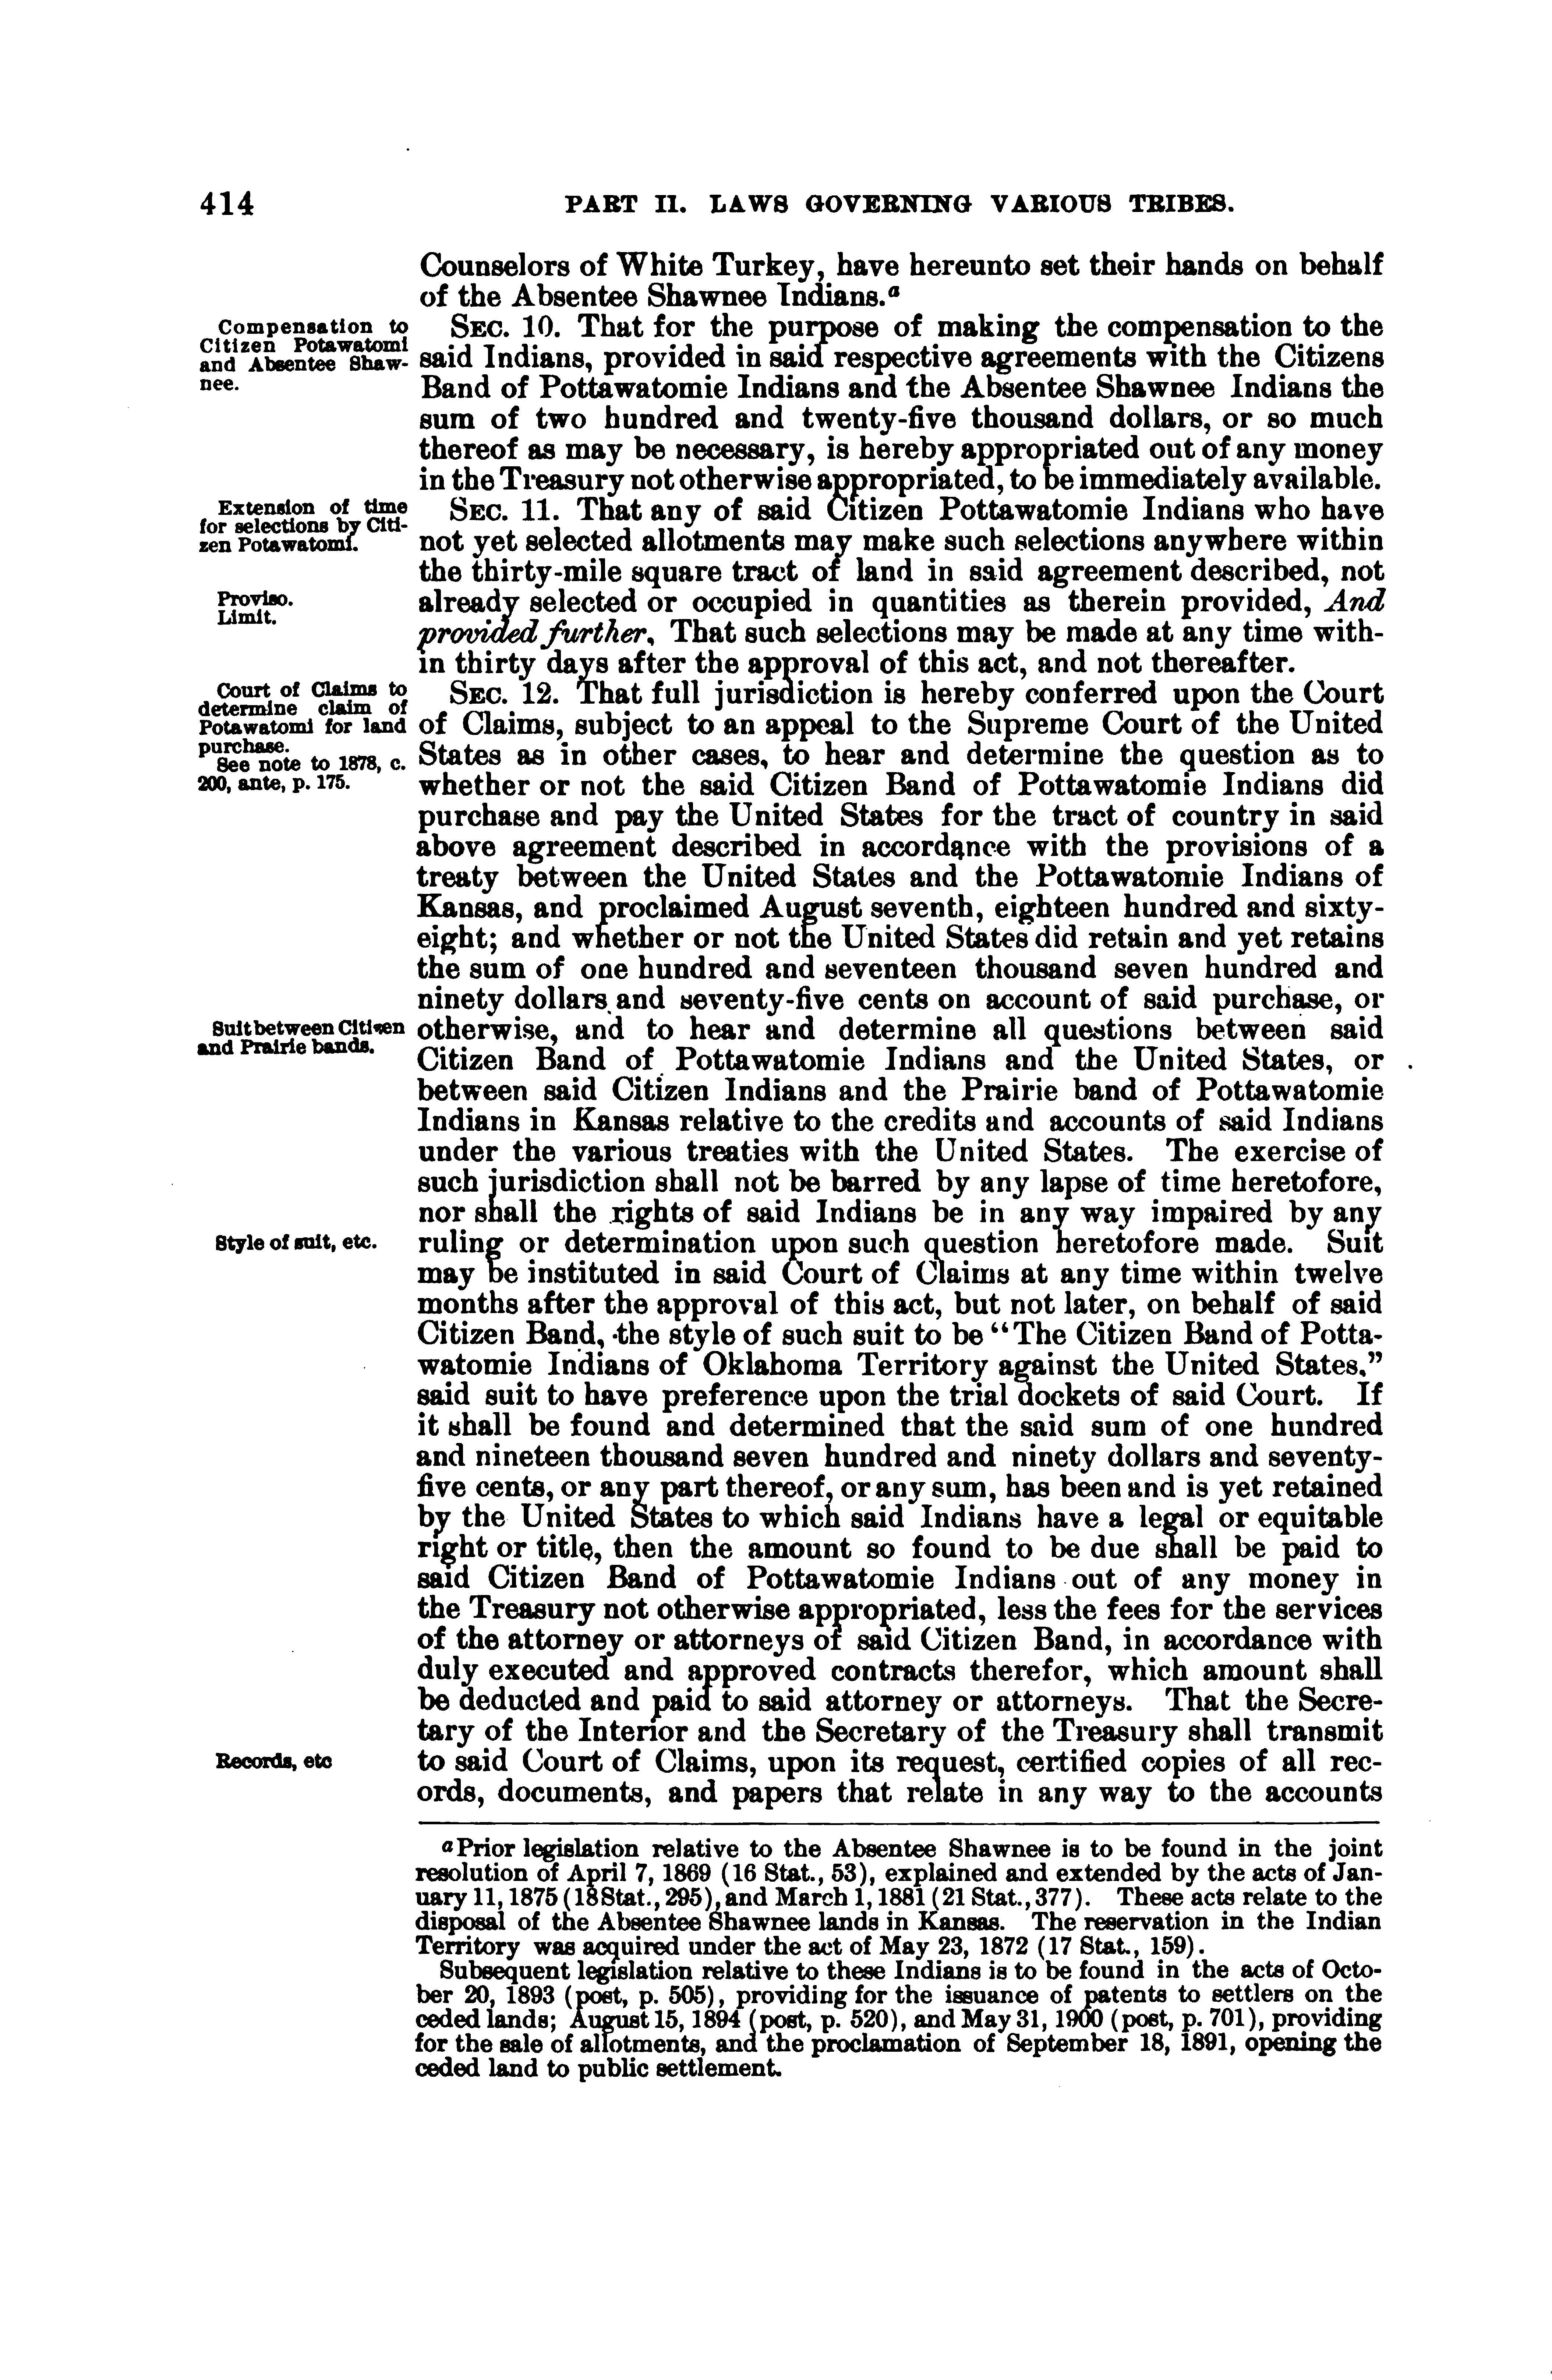 414
PART II. LAWS GOVERNING VARIOUS TRIBES.
Counselors of White Turkey, have hereunto set their hands on behalf
of the Absentee Shawnee Indians.a
Compensation to
Citizen Potawatomi
and Absentee Shaw-
nee.
SEC. 10. That for the purpose of making the compensation to the
said Indians, provided in said respective agreements with the Citizens
Band of Pottawatomie Indians and the Absentee Shawnee Indians the
sum of two hundred and twenty-five thousand dollars, or so much
thereof as may be necessary, is hereby appropriated out of any money
in the Treasury not otherwise appropriated, to be immediately available.
Extension of time
for selections by Citi-
zen Potawatomi.
SEC. 11. That any of said Citizen Pottawatomie Indians who have
not yet selected allotments may make such selections anywhere within
the thirty-mile square tract of land in said agreement described, not
Proviso.
Limit.
already selected or occupied in quantities as therein provided, And
provided further, That such selections may be made at any time with-
in thirty days after the approval of this act, and not thereafter.
Court of Claims to
determine claim of
Potawatomi for land
purchase.
See note to 1878, c.
200, ante, p. 175.
SEC. 12. That full jurisdiction is hereby conferred upon the Court
of Claims, subject to an appeal to the Supreme Court of the United
States as in other cases, to hear and determine the question as to
whether or not the said Citizen Band of Pottawatomie Indians did
purchase and pay the United States for the tract of country in said
above agreement described in accordance with the provisions of a
treaty between the United States and the Pottawatomie Indians of
Kansas, and proclaimed August seventh, eighteen hundred and sixty-
eight; and whether or not the United States did retain and yet retains
the sum of one hundred and seventeen thousand seven hundred and
ninety dollars and seventy-five cents on account of said purchase, or
Suit between Citizen
and Prairie bands.
otherwise, and to hear and determine all questions between said
Citizen Band of Pottawatomie Indians and the United States, or
between said Citizen Indians and the Prairie band of Pottawatomie
Indians in Kansas relative to the credits and accounts of said Indians
under the various treaties with the United States. The exercise of
such jurisdiction shall not be barred by any lapse of time heretofore,
nor shall the rights of said Indians be in any way impaired by any
Style of suit, etc.
ruling or determination upon such question heretofore made. Suit
may be instituted in said Court of Claims at any time within twelve
months after the approval of this act, but not later, on behalf of said
Citizen Band, the style of such suit to be "The Citizen Band of Potta-
watomie Indians of Oklahoma Territory against the United States,"
said suit to have preference upon the trial dockets of said Court. If
it shall be found and determined that the said sum of one hundred
and nineteen thousand seven hundred and ninety dollars and seventy-
five cents, or any part thereof, or any sum, has been and is yet retained
by the United States to which said Indians have a legal or equitable
right or title, then the amount so found to be due shall be paid to
said Citizen Band of Pottawatomie Indians out of any money in
the Treasury not otherwise appropriated, less the fees for the services
of the attorney or attorneys of said Citizen Band, in accordance with
duly executed and approved contracts therefor, which amount shall
be deducted and paid to said attorney or attorneys. That the Secre-
tary of the Interior and the Secretary of the Treasury shall transmit
Records, etc
to said Court of Claims, upon its request, certified copies of all rec-
ords, documents, and papers that relate in any way to the accounts
a Prior legislation relative to the Absentee Shawnee is to be found in the joint
resolution of April 7, 1869 (16 Stat., 53), explained and extended by the acts of Jan-
uary 11, 1875 (18 Stat., 295), and March 1, 1881 (21 Stat., 377). These acts relate to the
disposal of the Absentee Shawnee lands in Kansas. The reservation in the Indian
Territory was acquired under the act of May 23, 1872 (17 Stat., 159).
Subsequent legislation relative to these Indians is to be found in the acts of Octo-
ber 20, 1893 (post, p. 505), providing for the issuance of patents to settlers on the
ceded lands; August 15, 1894 (post, p. 520), and May 31, 1900 (post, p. 701), providing
for the sale of allotments, and the proclamation of September 18, 1891, opening the
ceded land to public settlement.